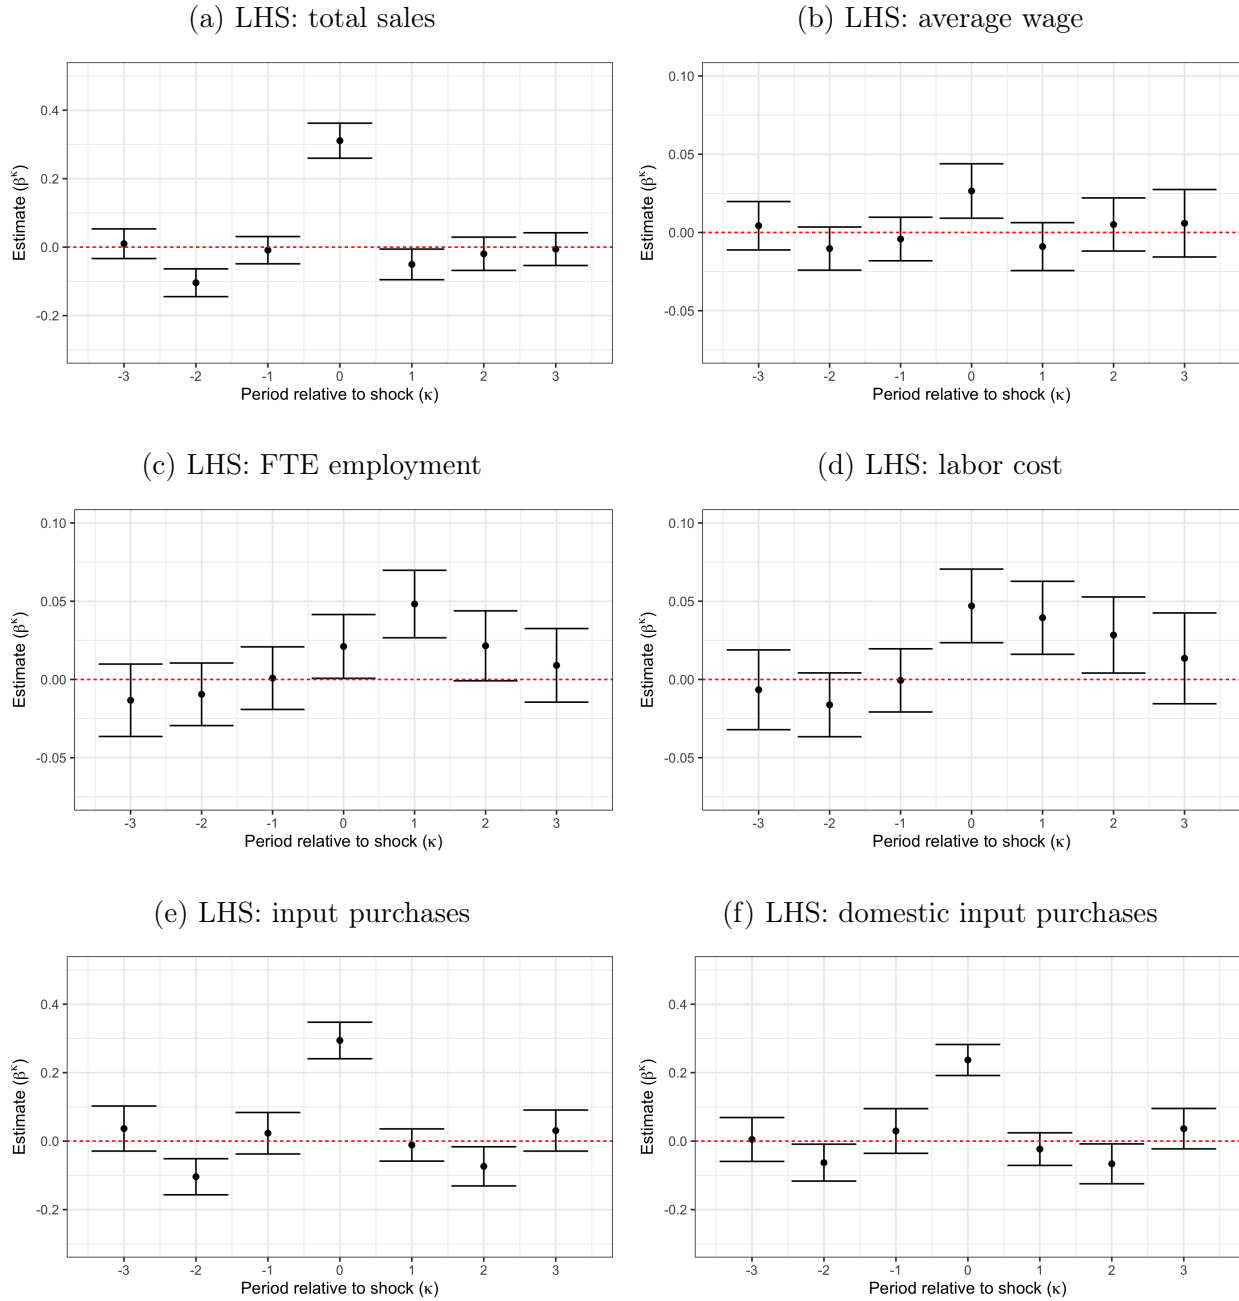 (a) LHS: total sales
Estimate (βᵏ)
0.4
0.2
0.0
-0.2
-3 -2 -1 0 1 2 3
Period relative to shock (κ)
(b) LHS: average wage
Estimate (βᵏ)
0.10
0.05
0.00
-0.05
-3 -2 -1 0 1 2 3
Period relative to shock (κ)
(c) LHS: FTE employment
Estimate (βᵏ)
0.10
0.05
0.00
-0.05
-3 -2 -1 0 1 2 3
Period relative to shock (κ)
(d) LHS: labor cost
Estimate (βᵏ)
0.10
0.05
0.00
-0.05
-3 -2 -1 0 1 2 3
Period relative to shock (κ)
(e) LHS: input purchases
Estimate (βᵏ)
0.4
0.2
0.0
-0.2
-3 -2 -1 0 1 2 3
Period relative to shock (κ)
(f) LHS: domestic input purchases
Estimate (βᵏ)
0.4
0.2
0.0
-0.2
-3 -2 -1 0 1 2 3
Period relative to shock (κ)